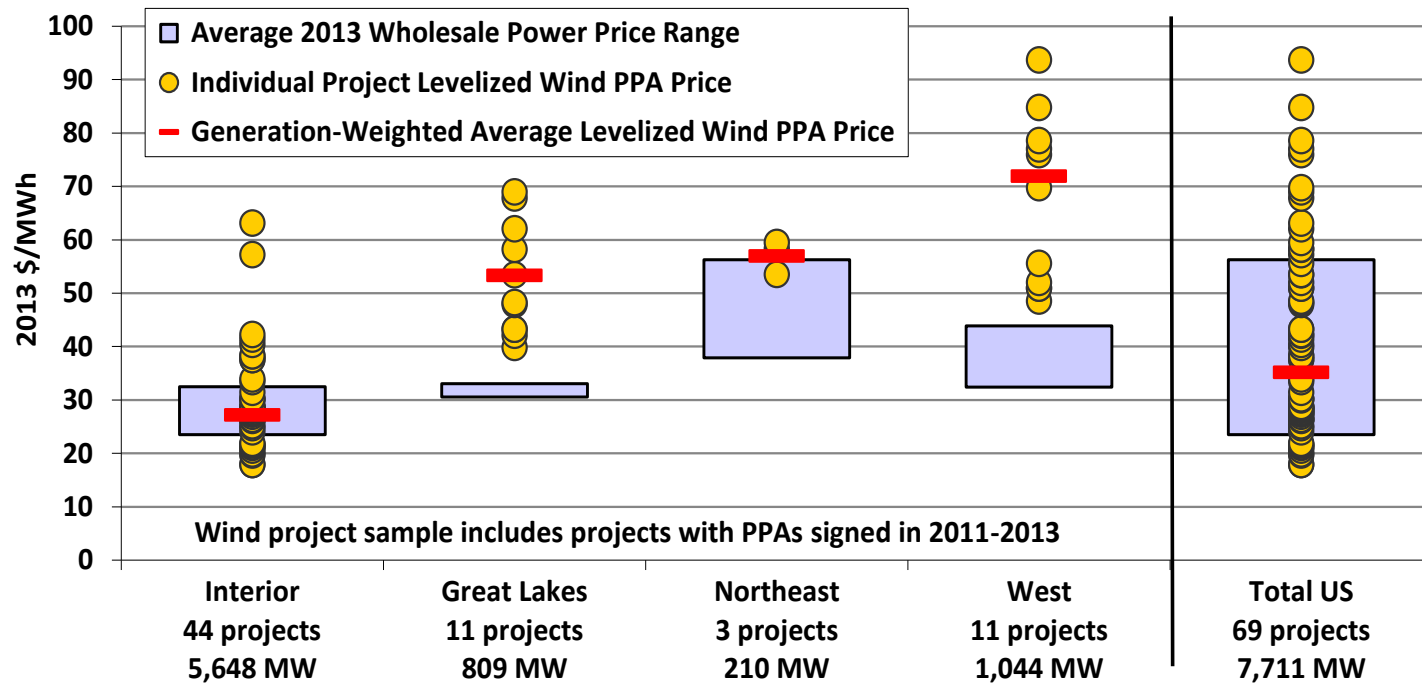 Average 2013 Wholesale Power Price Range
Individual Project Levelized Wind PPA Price
Generation-Weighted Average Levelized Wind PPA Price
2013 $/MWh
100
90
80
70
60
50
40
30
20
10
0
Wind project sample includes projects with PPAs signed in 2011-2013
Interior
44 projects
5,648 MW
Great Lakes
11 projects
809 MW
Northeast
3 projects
210 MW
West
11 projects
1,044 MW
Total US
69 projects
7,711 MW